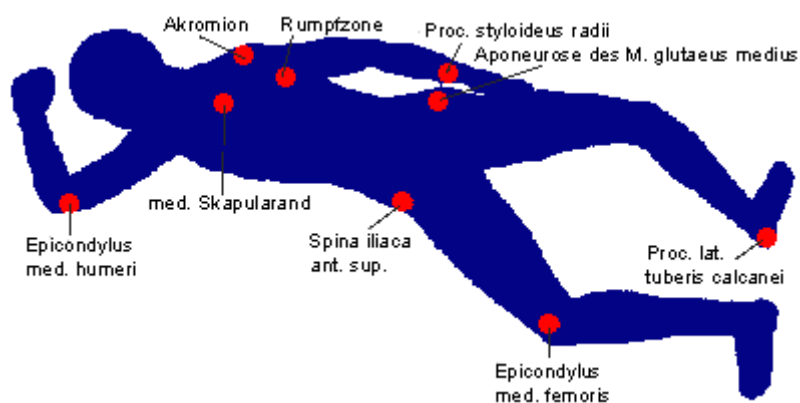 Akromion
Rumpfzone
Proc. styloideus radii
Aponeurose des M. glutaeus medius
med. Skapularand
Epicondylus
med. humeri
Spina iliaca
ant. sup.
Proc. lat.
tuberis calcanei
Epicondylus
med. femoris